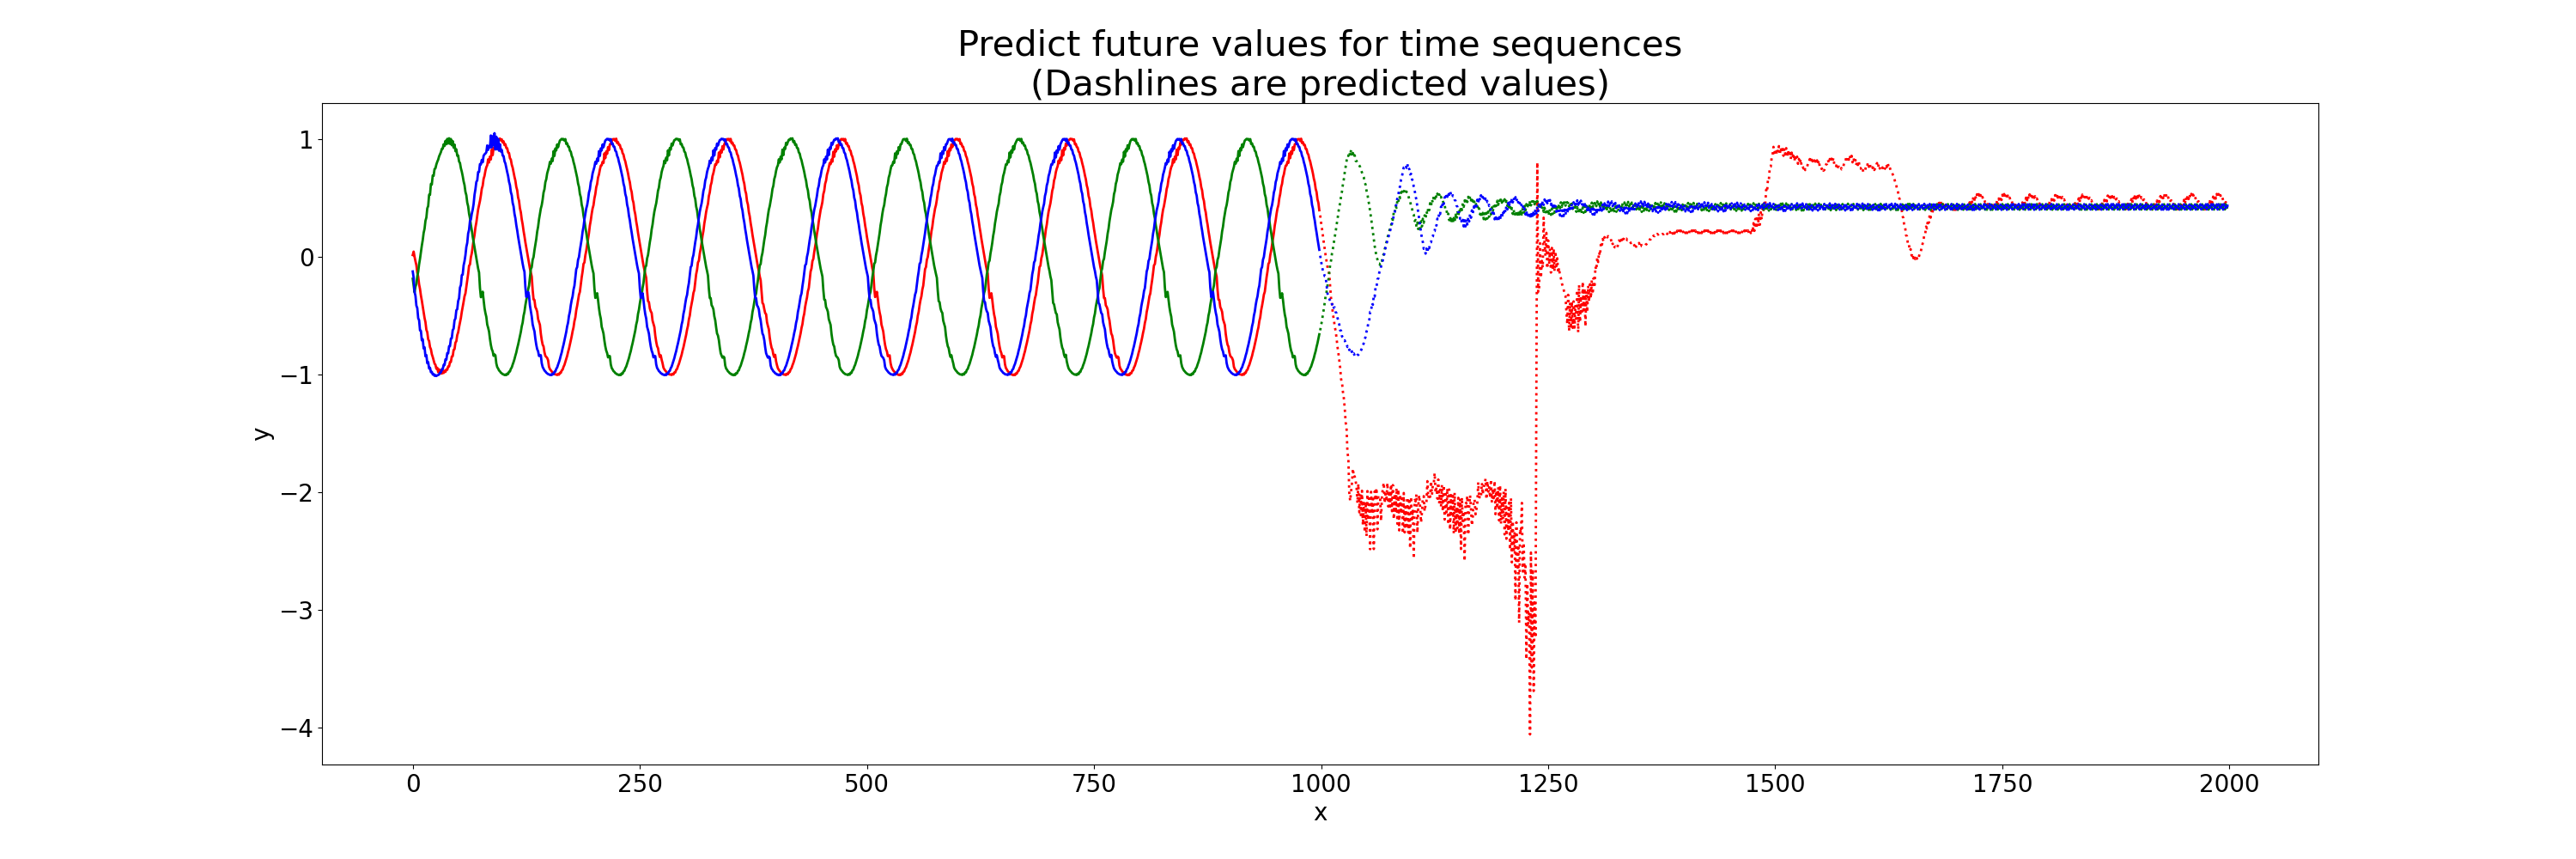 Predict future values for time sequences
(Dashlines are predicted values)
1
0
−1
−2
−3
−4
y
0 250 500 750 1000 1250 1500 1750 2000
x